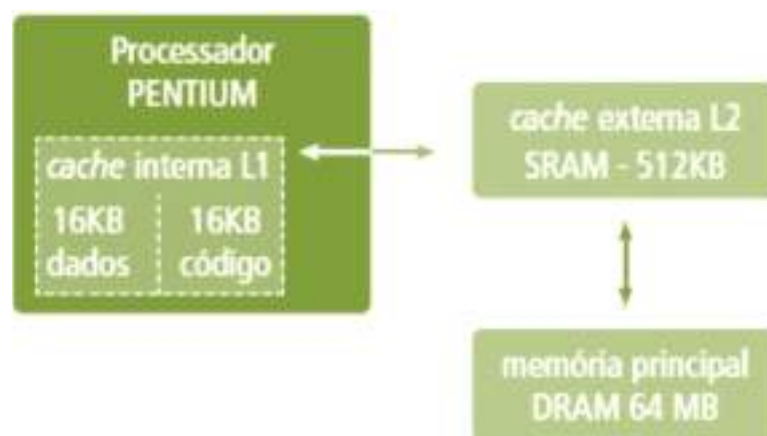 Processador
PENTIUM
cache interna L1
16KB
dados
16KB
código
cache externa L2
SRAM - 512KB
memória principal
DRAM 64 MB